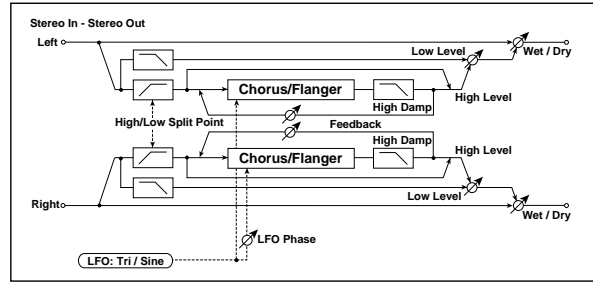 Stereo In - Stereo Out
Left
Wet / Dry
Low Level
Chorus/Flanger
High Damp
High Level
High/Low Split Point
Feedback
High Damp
Chorus/Flanger
High Level
Low Level
Right
Wet / Dry
LFO Phase
LFO: Tri / Sine